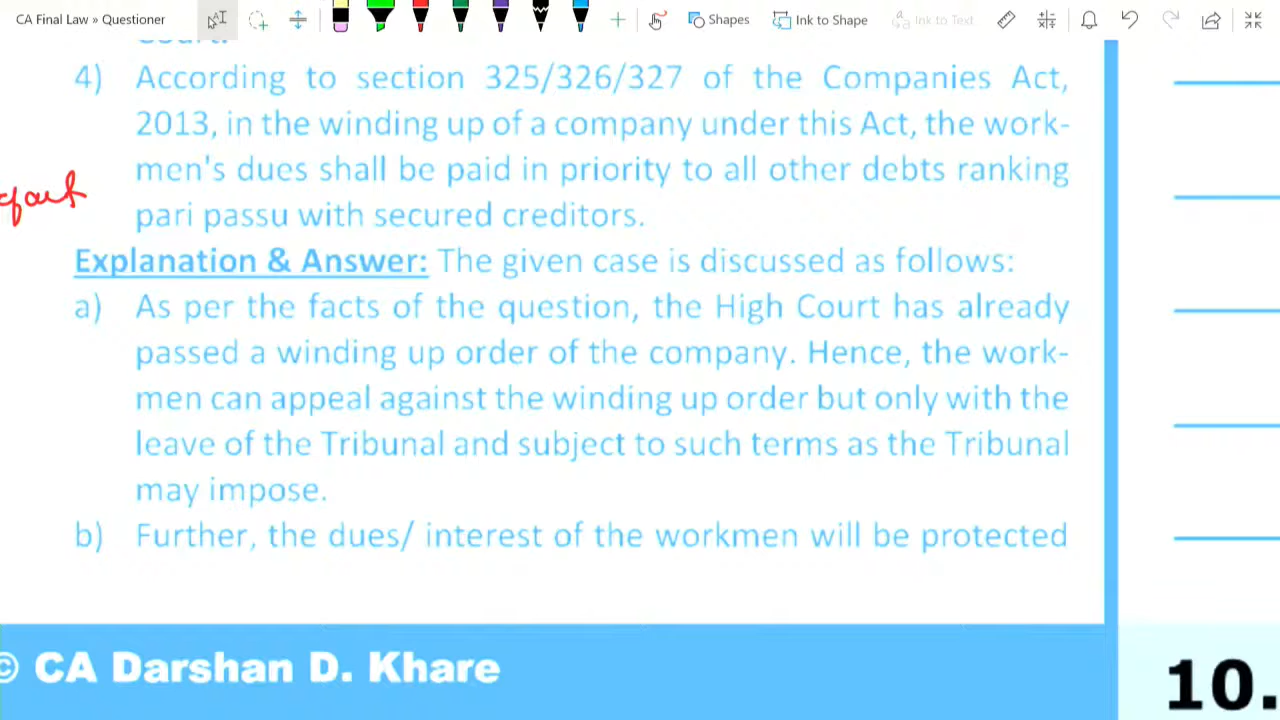 CA Final Law » Questioner
Shapes
Ink to Shape
Ink to Text
4) According to section 325/326/327 of the Companies Act,
2013, in the winding up of a company under this Act, the work-
men's dues shall be paid in priority to all other debts ranking
pari passu with secured creditors.
Explanation & Answer: The given case is discussed as follows:
a) As per the facts of the question, the High Court has already
passed a winding up order of the company. Hence, the work-
men can appeal against the winding up order but only with the
leave of the Tribunal and subject to such terms as the Tribunal
may impose.
b) Further, the dues/ interest of the workmen will be protected
© CA Darshan D. Khare
10.